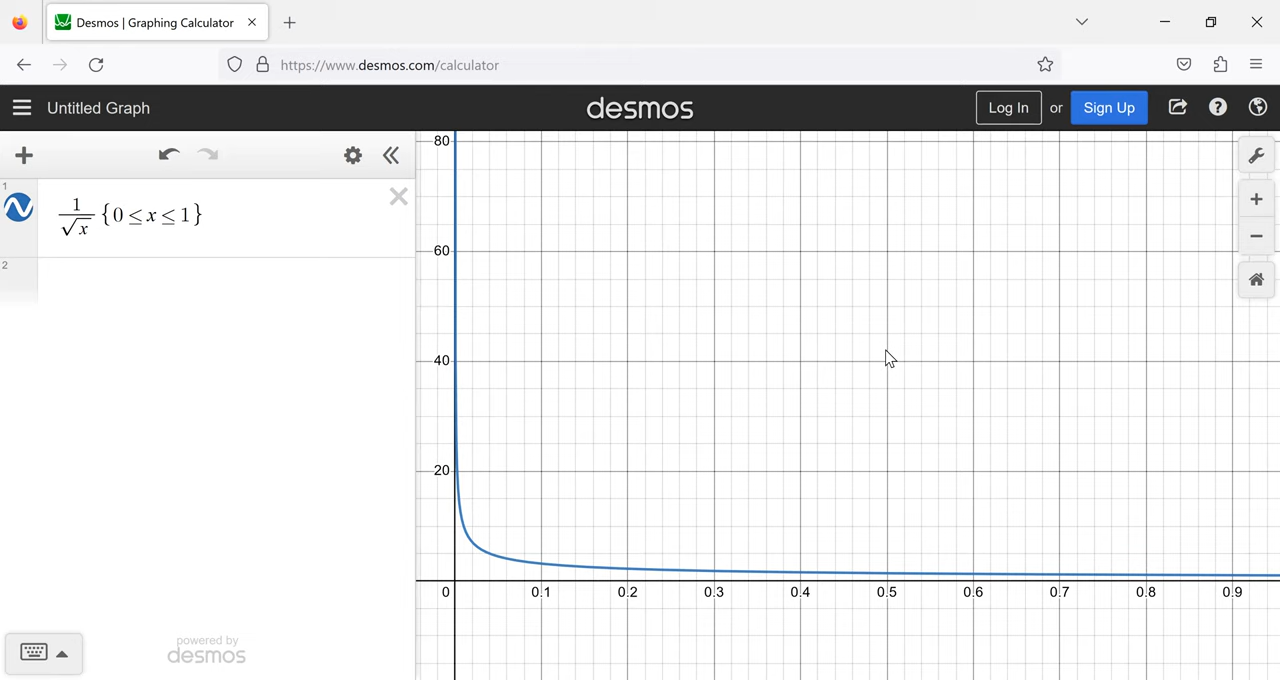 Desmos | Graphing Calculator
https://www.desmos.com/calculator
Untitled Graph
desmos
Log In or Sign Up
1
1/√x {0 ≤ x ≤ 1}
2
80
60
40
20
0 0.1 0.2 0.3 0.4 0.5 0.6 0.7 0.8 0.9
powered by
desmos